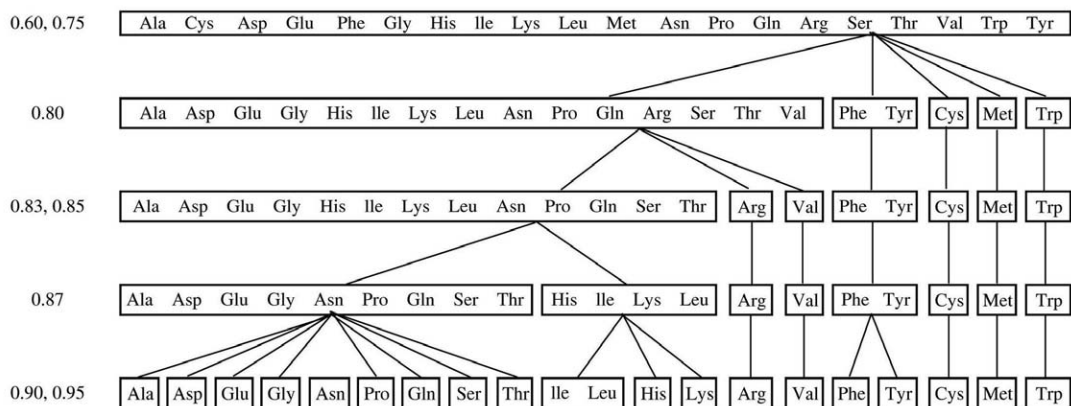 0.60, 0.75 Ala Cys Asp Glu Phe Gly His Ile Lys Leu Met Asn Pro Gln Arg Ser Thr Val Trp Tyr
0.80 Ala Asp Glu Gly His Ile Lys Leu Asn Pro Gln Arg Ser Thr Val Phe Tyr Cys Met Trp
0.83, 0.85 Ala Asp Glu Gly His Ile Lys Leu Asn Pro Gln Ser Thr Arg Val Phe Tyr Cys Met Trp
0.87 Ala Asp Glu Gly Asn Pro Gln Ser Thr His Ile Lys Leu Arg Val Phe Tyr Cys Met Trp
0.90, 0.95 Ala Asp Glu Gly Asn Pro Gln Ser Thr Ile Leu His Lys Arg Val Phe Tyr Cys Met Trp